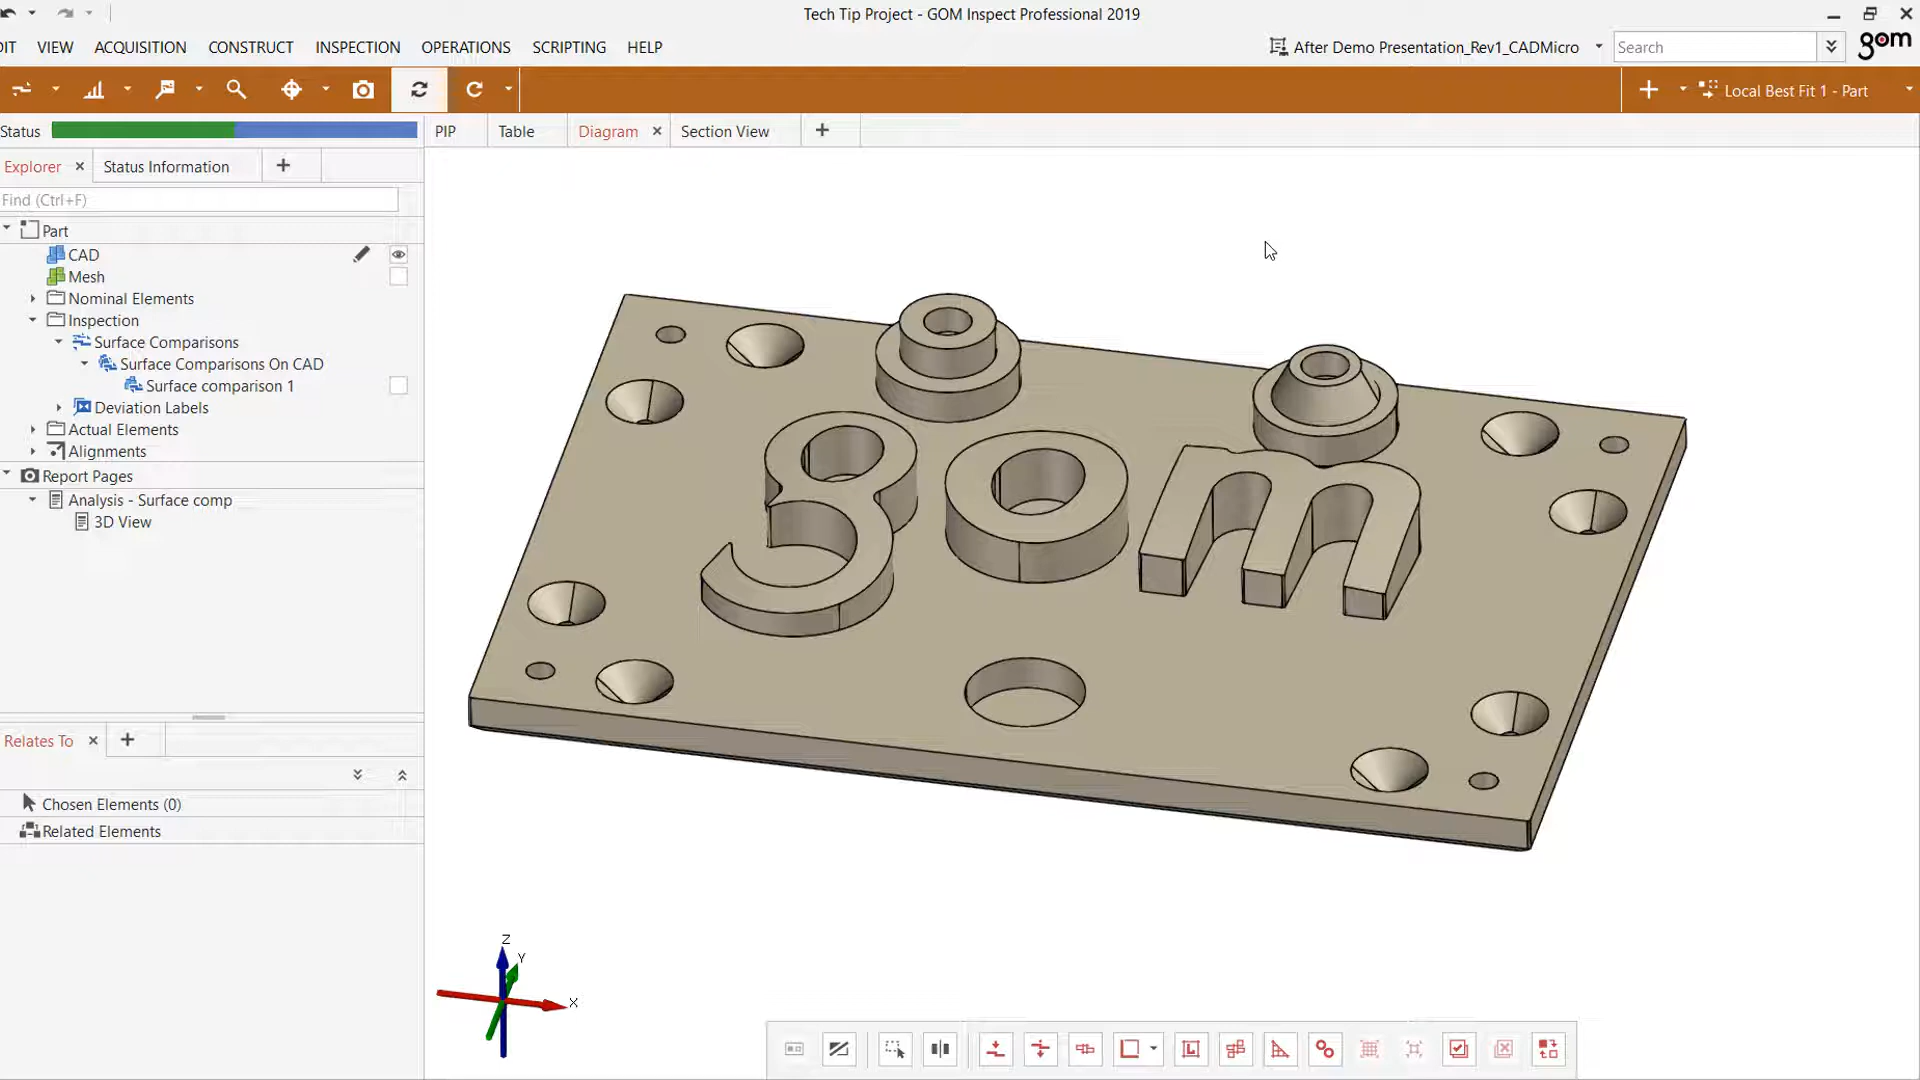 Tech Tip Project - GOM Inspect Professional 2019
DIT VIEW ACQUISITION CONSTRUCT INSPECTION OPERATIONS SCRIPTING HELP After Demo Presentation_Rev1_CADMicro Search gom
Local Best Fit 1 - Part
Status PIP Table Diagram Section View
Explorer Status Information
Find (Ctrl+F)
Part
CAD
Mesh
Nominal Elements
Inspection
Surface Comparisons
Surface Comparisons On CAD
Surface comparison 1
Deviation Labels
Actual Elements
Alignments
Report Pages
Analysis - Surface comp
3D View
gom
Relates To
Chosen Elements (0)
Related Elements
Z
Y
X